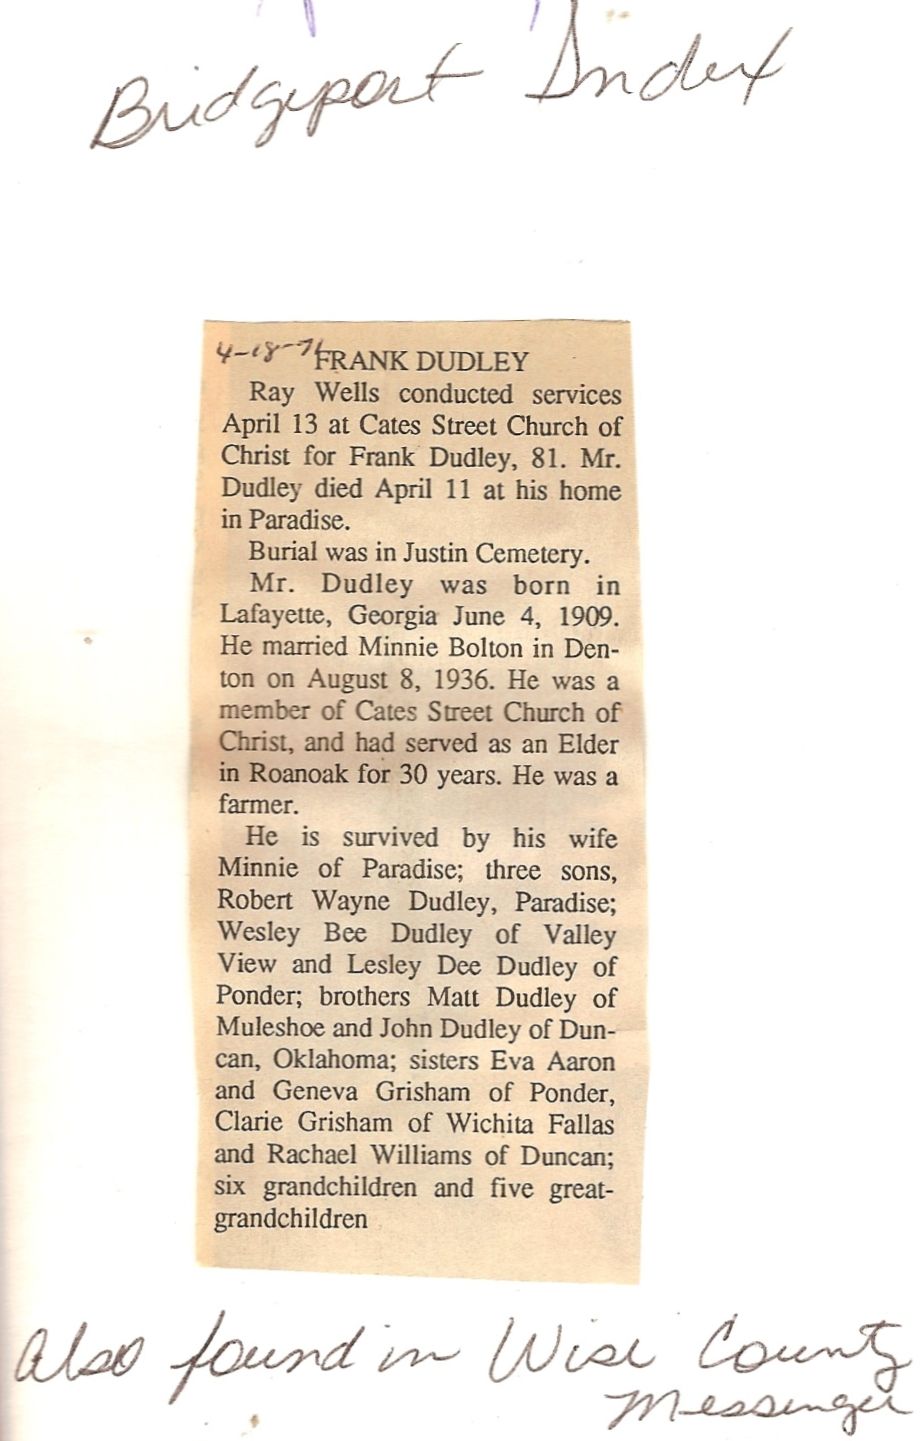 Bridgeport Index
4-18-91
FRANK DUDLEY
Ray Wells conducted services
April 13 at Cates Street Church of
Christ for Frank Dudley, 81. Mr.
Dudley died April 11 at his home
in Paradise.
Burial was in Justin Cemetery.
Mr. Dudley was born in
Lafayette, Georgia June 4, 1909.
He married Minnie Bolton in Den-
ton on August 8, 1936. He was a
member of Cates Street Church of
Christ, and had served as an Elder
in Roanoak for 30 years. He was a
farmer.
He is survived by his wife
Minnie of Paradise; three sons,
Robert Wayne Dudley, Paradise;
Wesley Bee Dudley of Valley
View and Lesley Dee Dudley of
Ponder; brothers Matt Dudley of
Muleshoe and John Dudley of Dun-
can, Oklahoma; sisters Eva Aaron
and Geneva Grisham of Ponder,
Clarie Grisham of Wichita Fallas
and Rachael Williams of Duncan;
six grandchildren and five great-
grandchildren
Also found in Wise County
Messenger